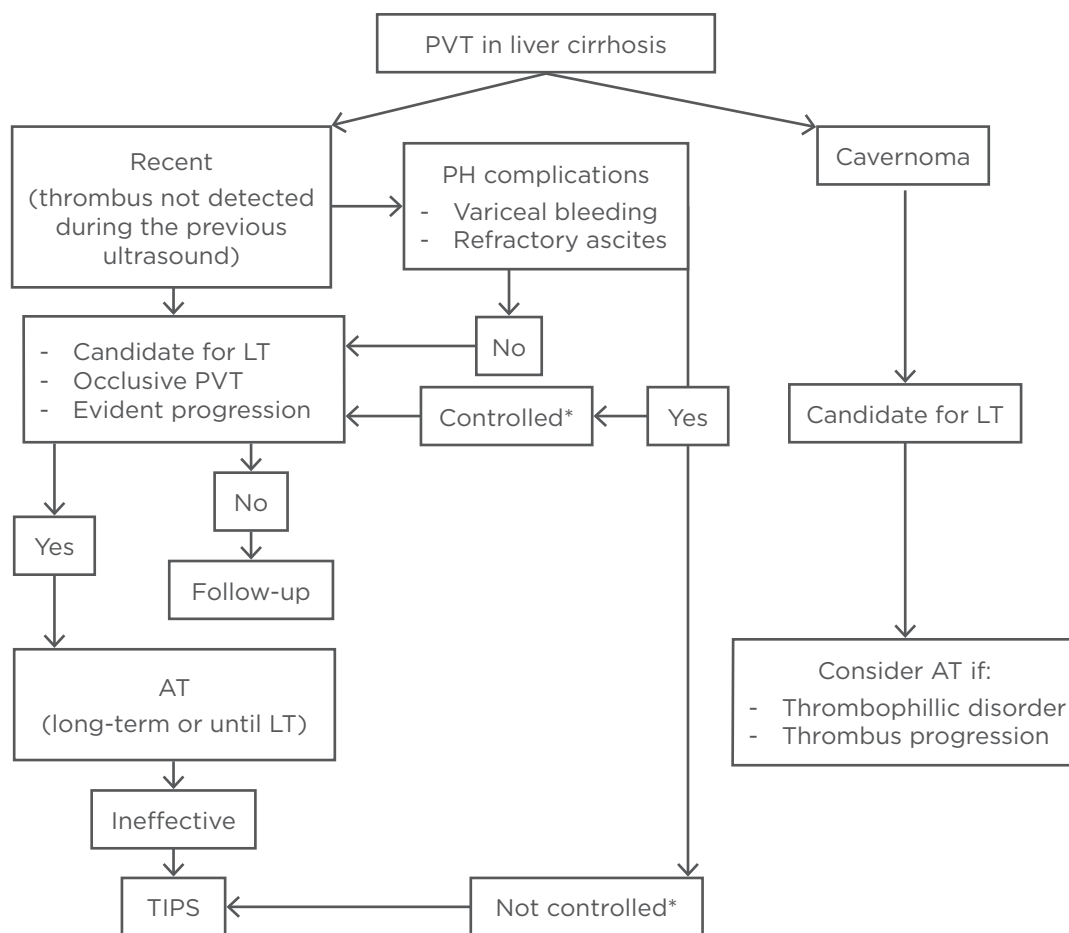 PVT in liver cirrhosis
Recent
(thrombus not detected
during the previous
ultrasound)
PH complications
- Variceal bleeding
- Refractory ascites
Cavernoma
No
- Candidate for LT
- Occlusive PVT
- Evident progression
Controlled*
Yes
Candidate for LT
No
Yes
Follow-up
AT
(long-term or until LT)
Consider AT if:
- Thrombophillic disorder
- Thrombus progression
Ineffective
TIPS
Not controlled*